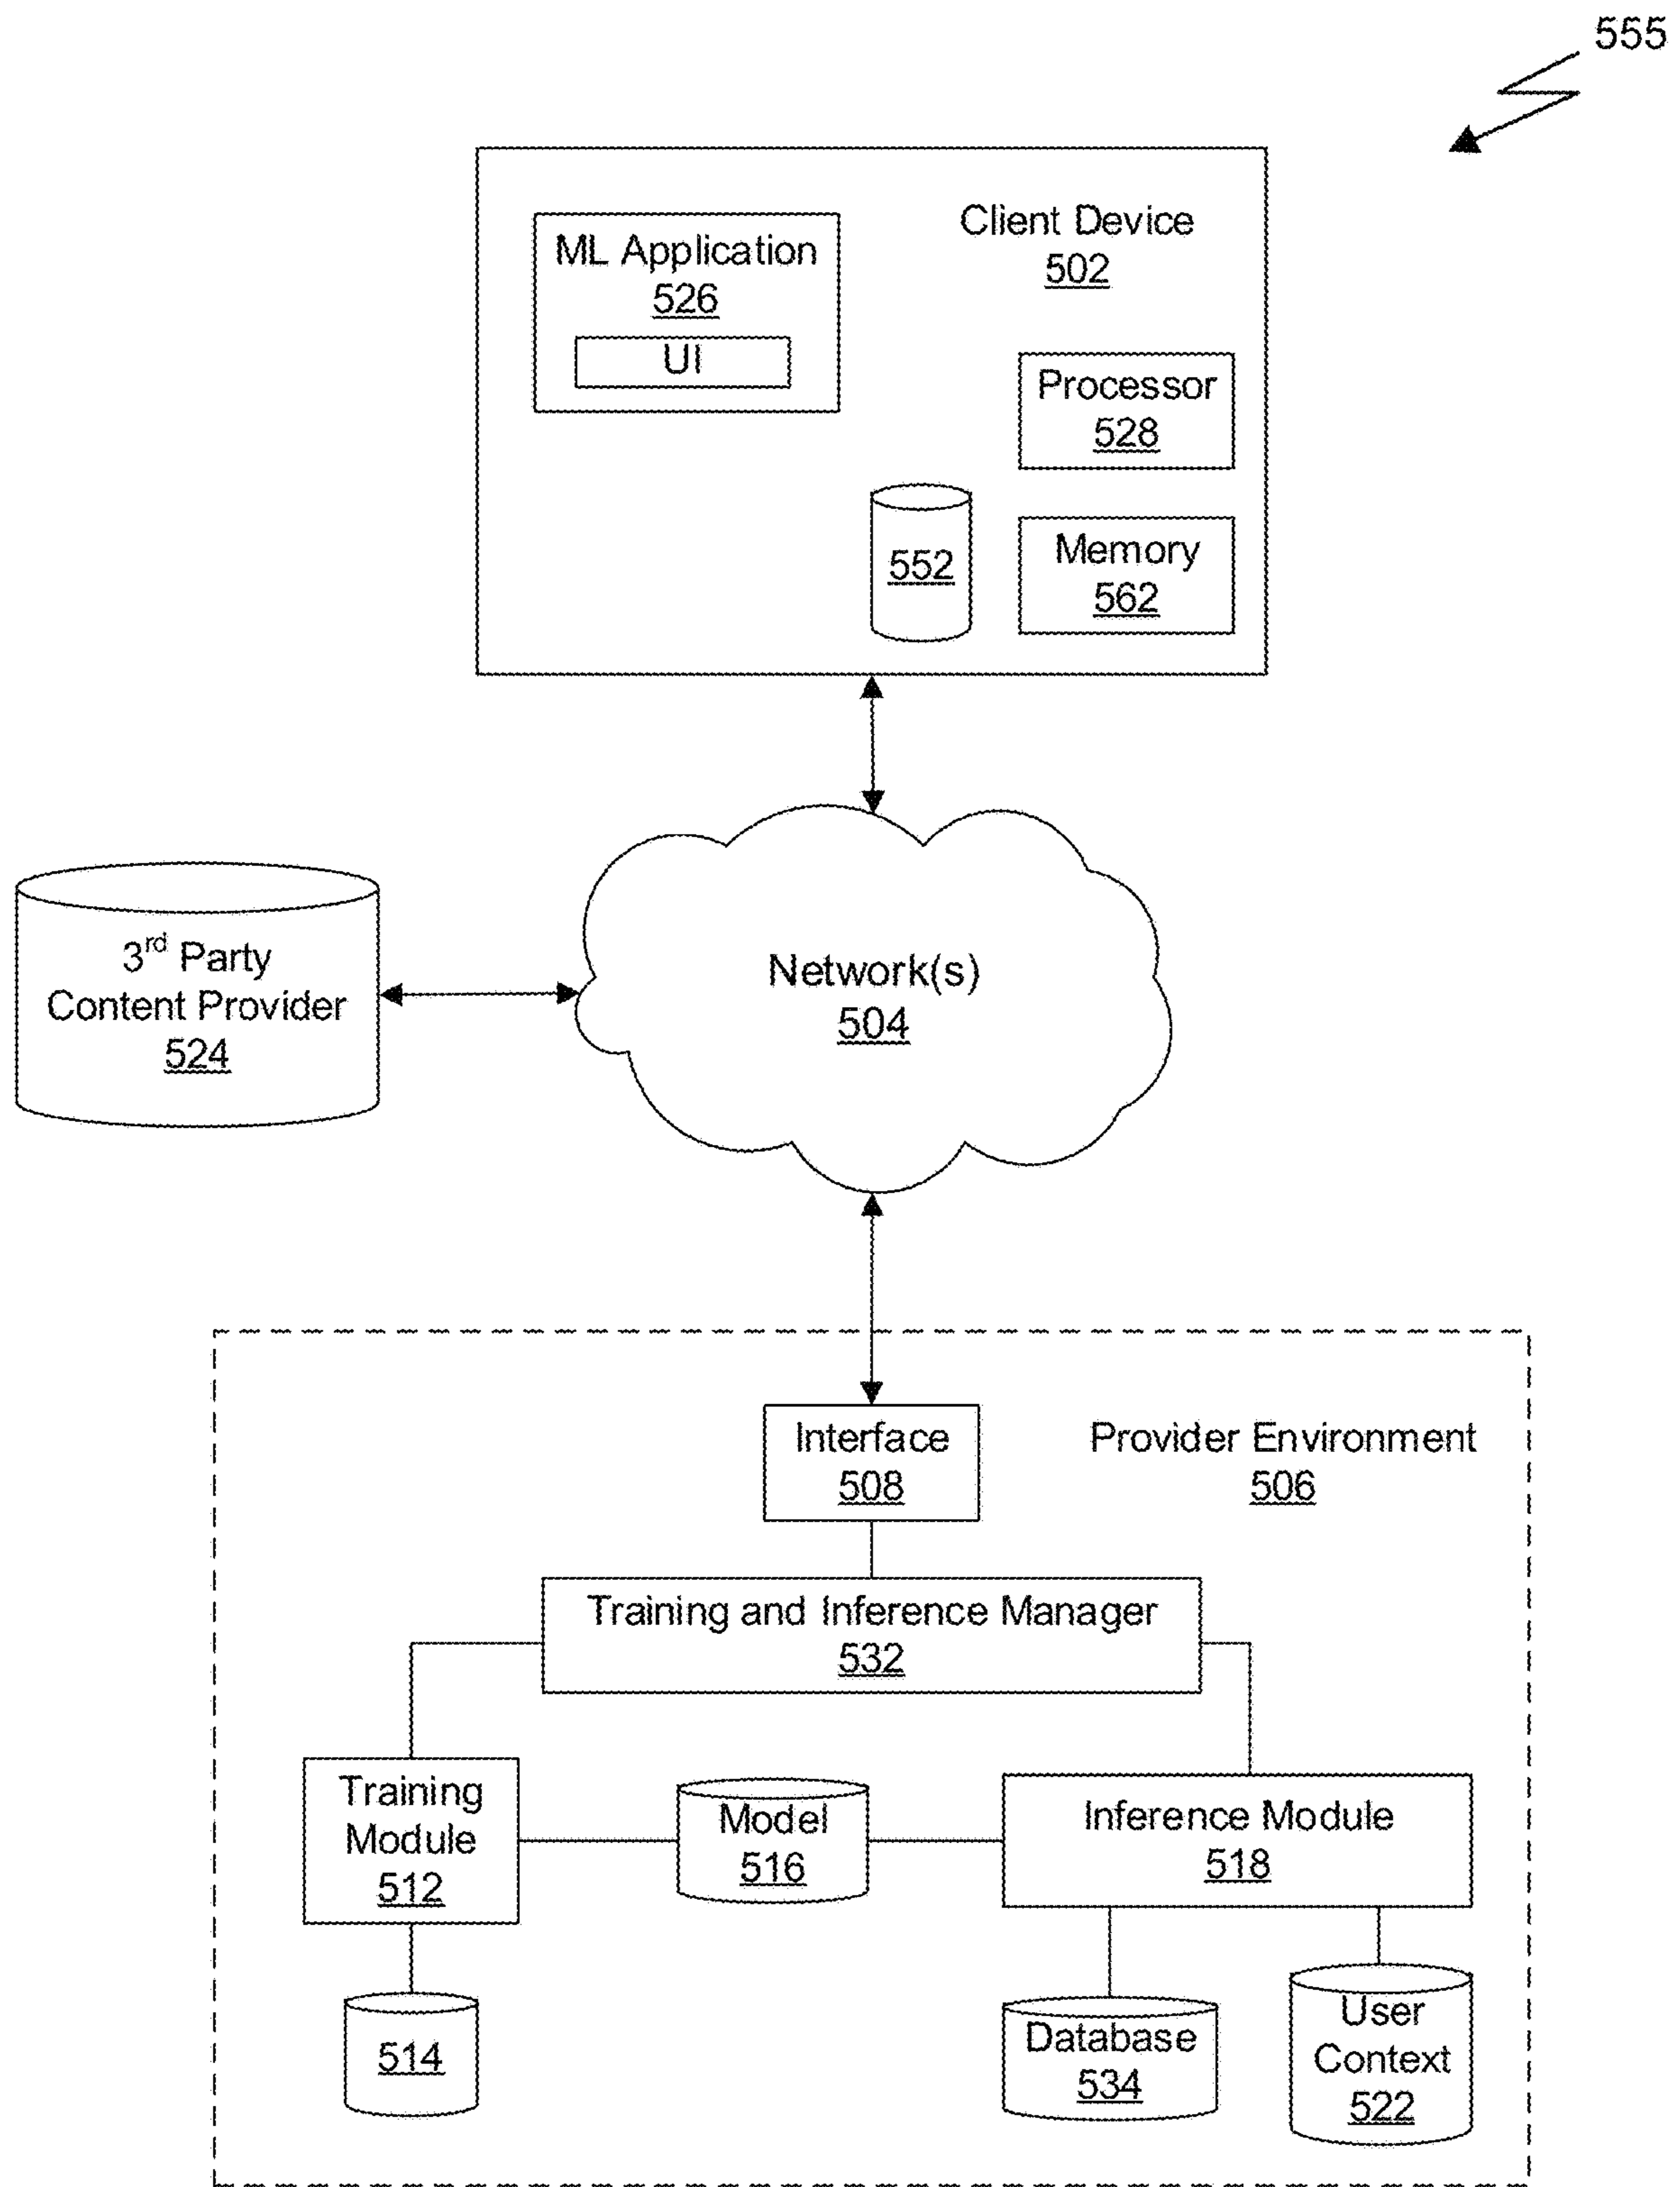 555
Client Device
502
ML Application
526
UI
Processor
528
552
Memory
562
3rd Party
Content Provider
524
Network(s)
504
Interface
508
Provider Environment
506
Training and Inference Manager
532
Training
Module
512
Model
516
Inference Module
518
514
Database
534
User
Context
522